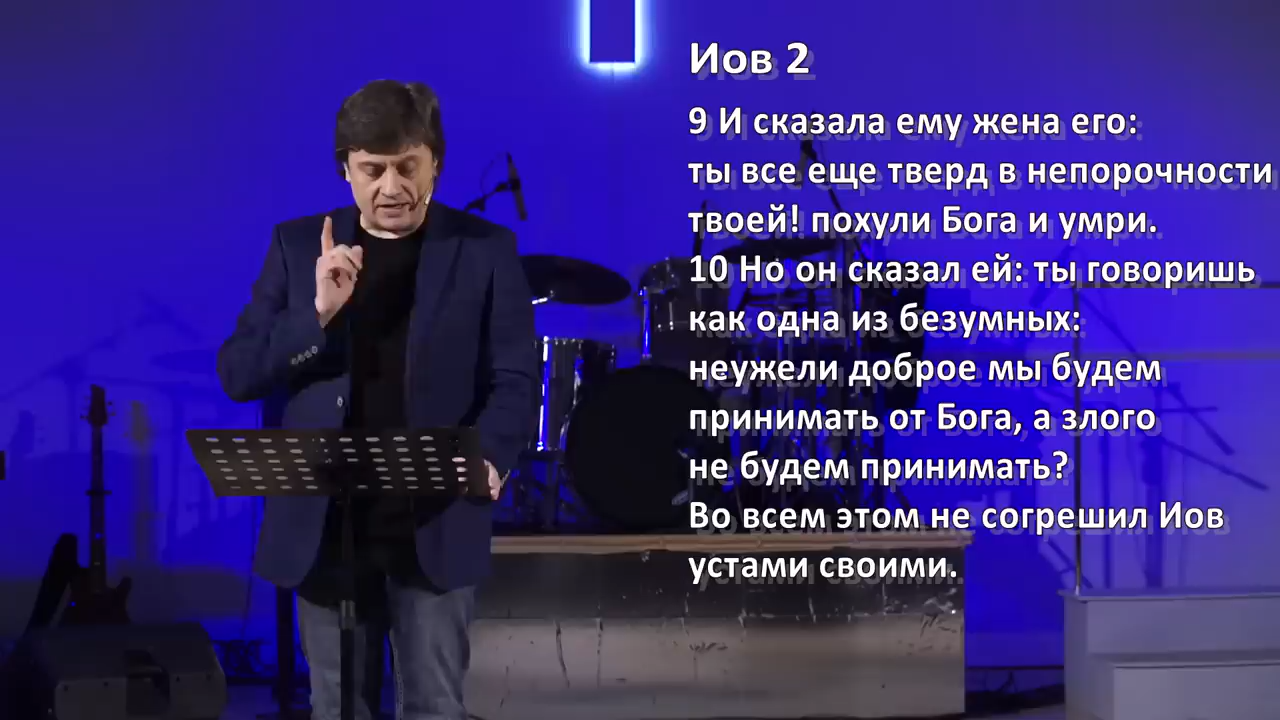 Иов 2
9 И сказала ему жена его:
ты все еще тверд в непорочности
твоей! похули Бога и умри.
10 Но он сказал ей: ты говоришь
как одна из безумных:
неужели доброе мы будем
принимать от Бога, а злого
не будем принимать?
Во всем этом не согрешил Иов
устами своими.